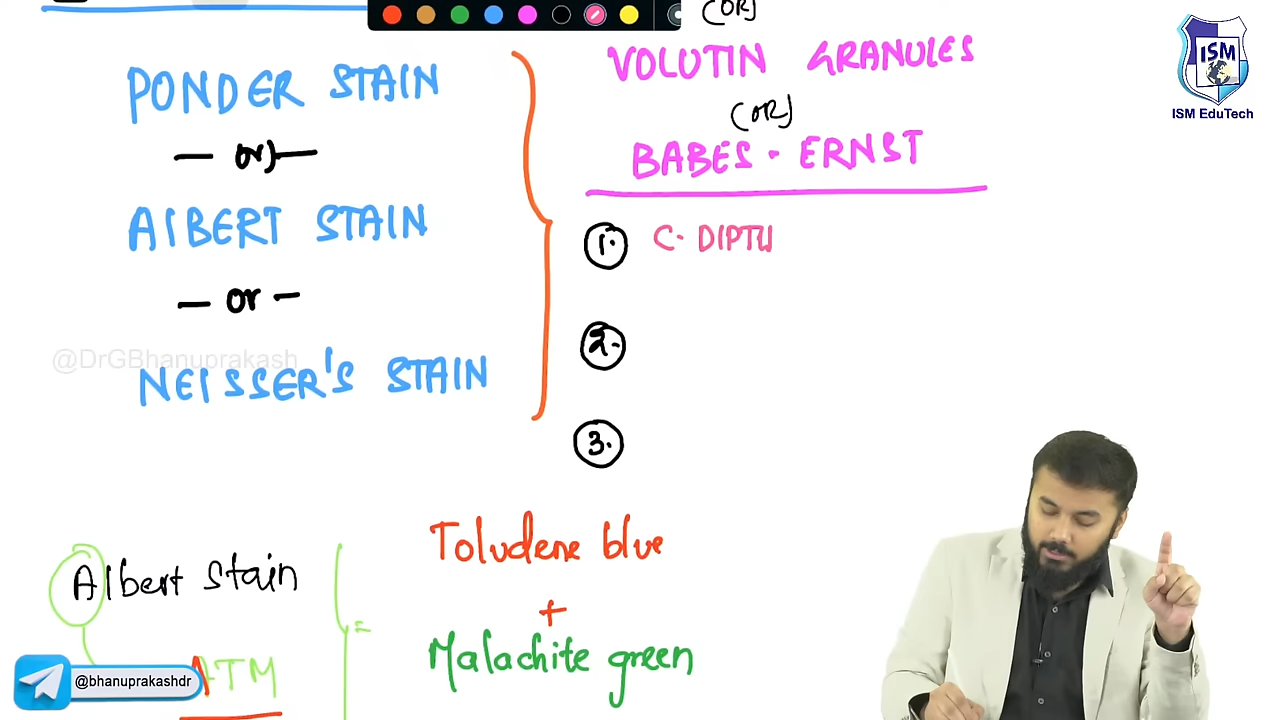 (OR)
VOLUTIN GRANULES
(OR)
BABES - ERNST
PONDER STAIN
— or) —
AlBERT STAIN
— or —
NEISSER'S STAIN
1. C. DIPTH
2.
3.
Albert stain
ATM
=
Toludene blue
+
Malachite green
@DrGBhanuprakash
@bhanuprakashdr
ISM
ISM EduTech